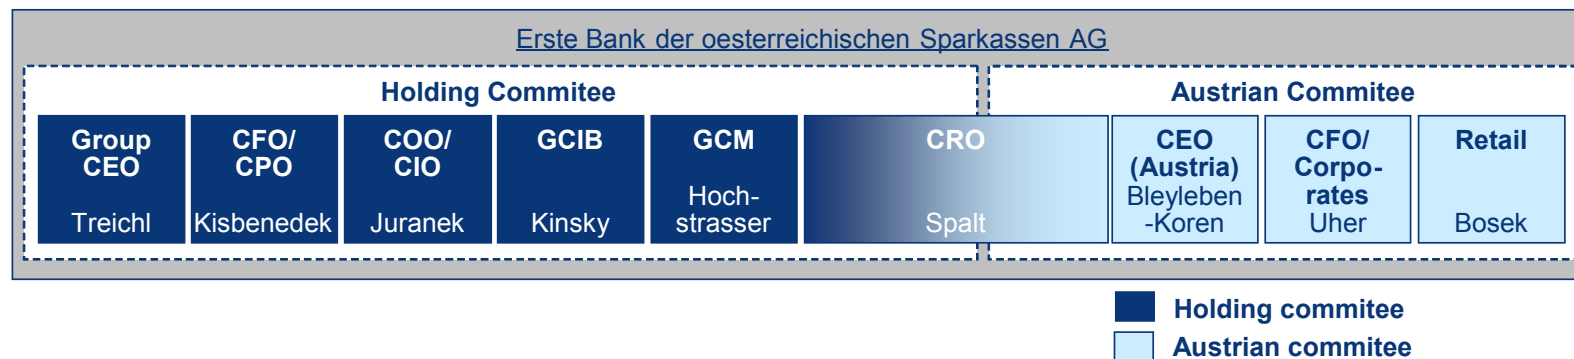 Erste Bank der oesterreichischen Sparkassen AG
Holding Commitee
Austrian Commitee
Group
CEO
Treichl
CFO/
CPO
Kisbenedek
COO/
CIO
Juranek
GCIB
Kinsky
GCM
Hoch-
strasser
CRO
Spalt
CEO
(Austria)
Bleyleben
-Koren
CFO/
Corpo-
rates
Uher
Retail
Bosek
Holding commitee
Austrian commitee